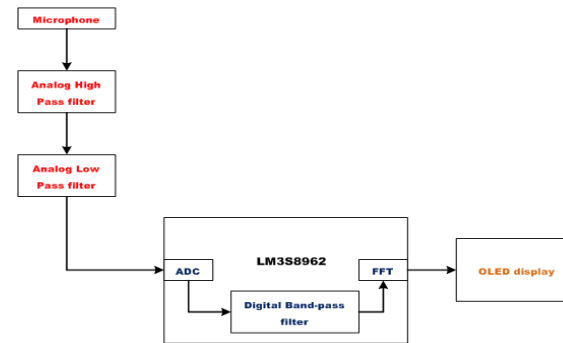 Microphone
Analog High
Pass filter
Analog Low
Pass filter
LM3S8962
ADC
FFT
OLED display
Digital Band-pass
filter